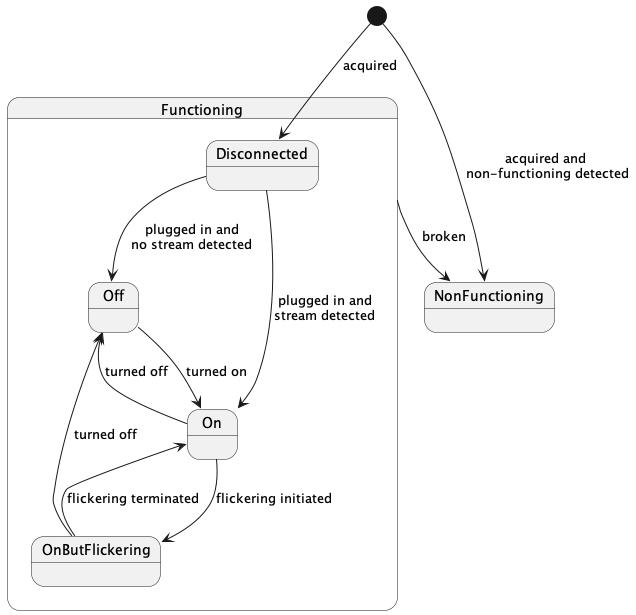 acquired
Functioning
Disconnected
acquired and
non-functioning detected
plugged in and
no stream detected
broken
Off
NonFunctioning
plugged in and
stream detected
turned off
turned on
On
turned off
flickering terminated
flickering initiated
OnButFlickering